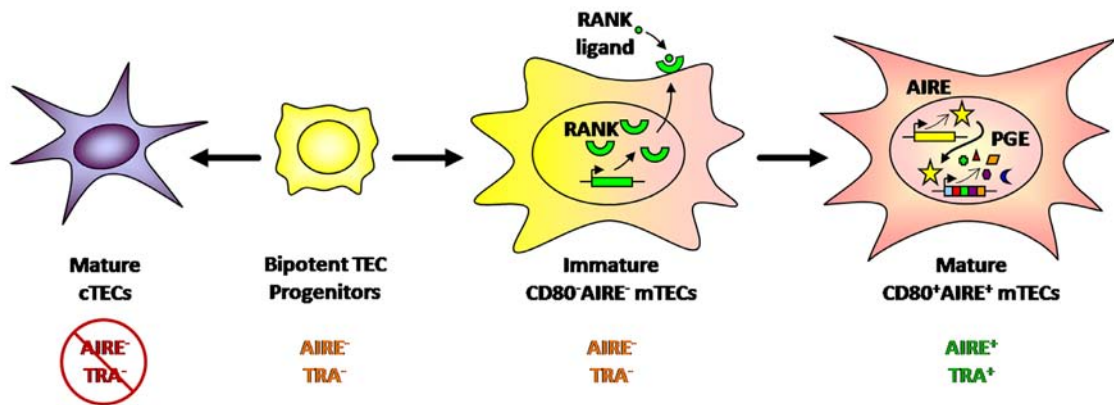 RANK
ligand
RANK
AIRE
PGE
Mature
cTECs
Bipotent TEC
Progenitors
Immature
CD80⁻AIRE⁻ mTECs
Mature
CD80⁺AIRE⁺ mTECs
AIRE⁻
TRA⁻
AIRE⁻
TRA⁻
AIRE⁻
TRA⁻
AIRE⁺
TRA⁺